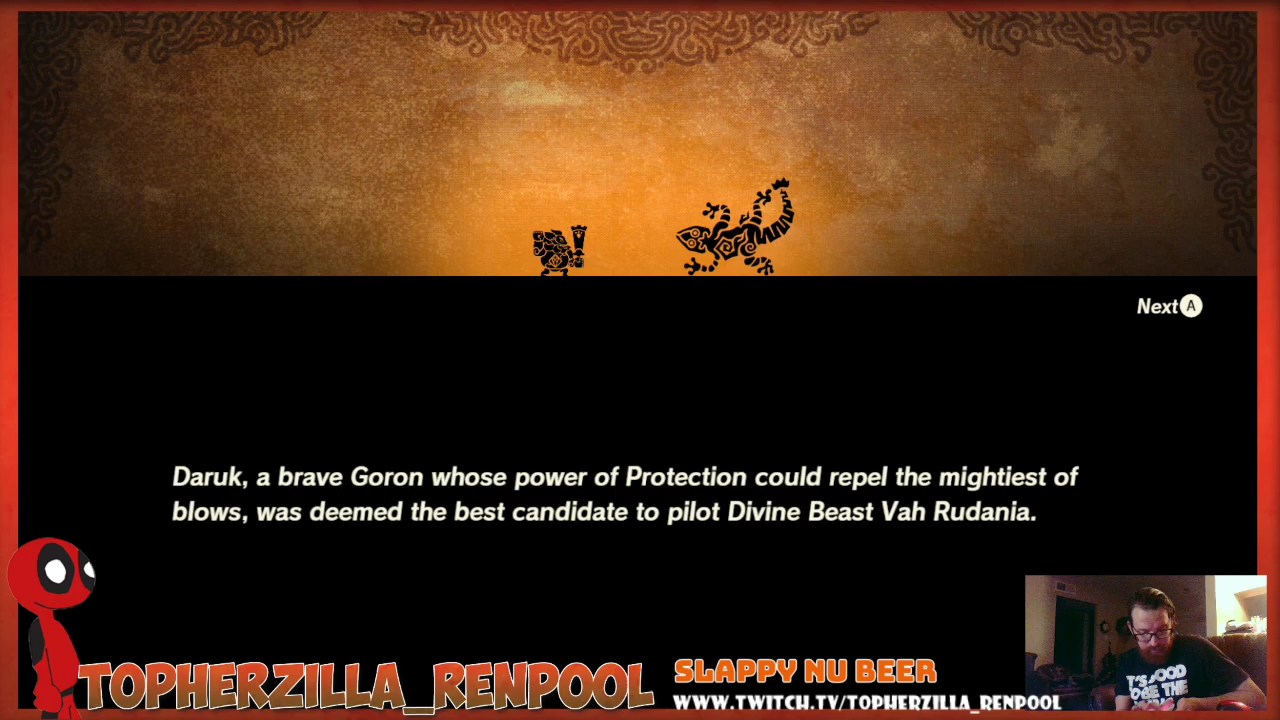 Next A
Daruk, a brave Goron whose power of Protection could repel the mightiest of
blows, was deemed the best candidate to pilot Divine Beast Vah Rudania.
TOPHERZILLA_RENPOOL
SLAPPY NU BEER
WWW.TWITCH.TV/TOPHERZILLA_RENPOOL
THE